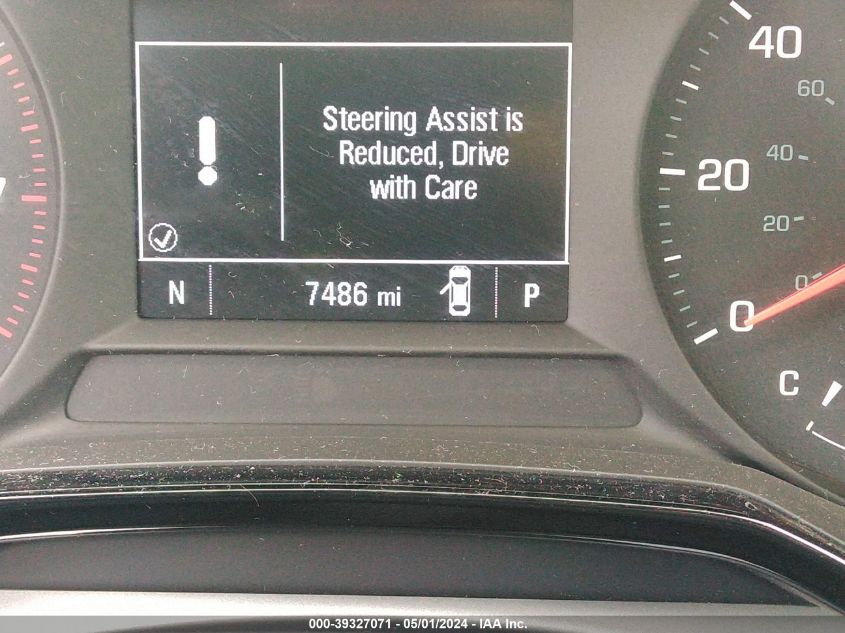 Steering Assist is
Reduced, Drive
with Care
N 7486 mi P
40
60
40
20
20
0
0
C
000-39327071 - 05/01/2024 - IAA Inc.